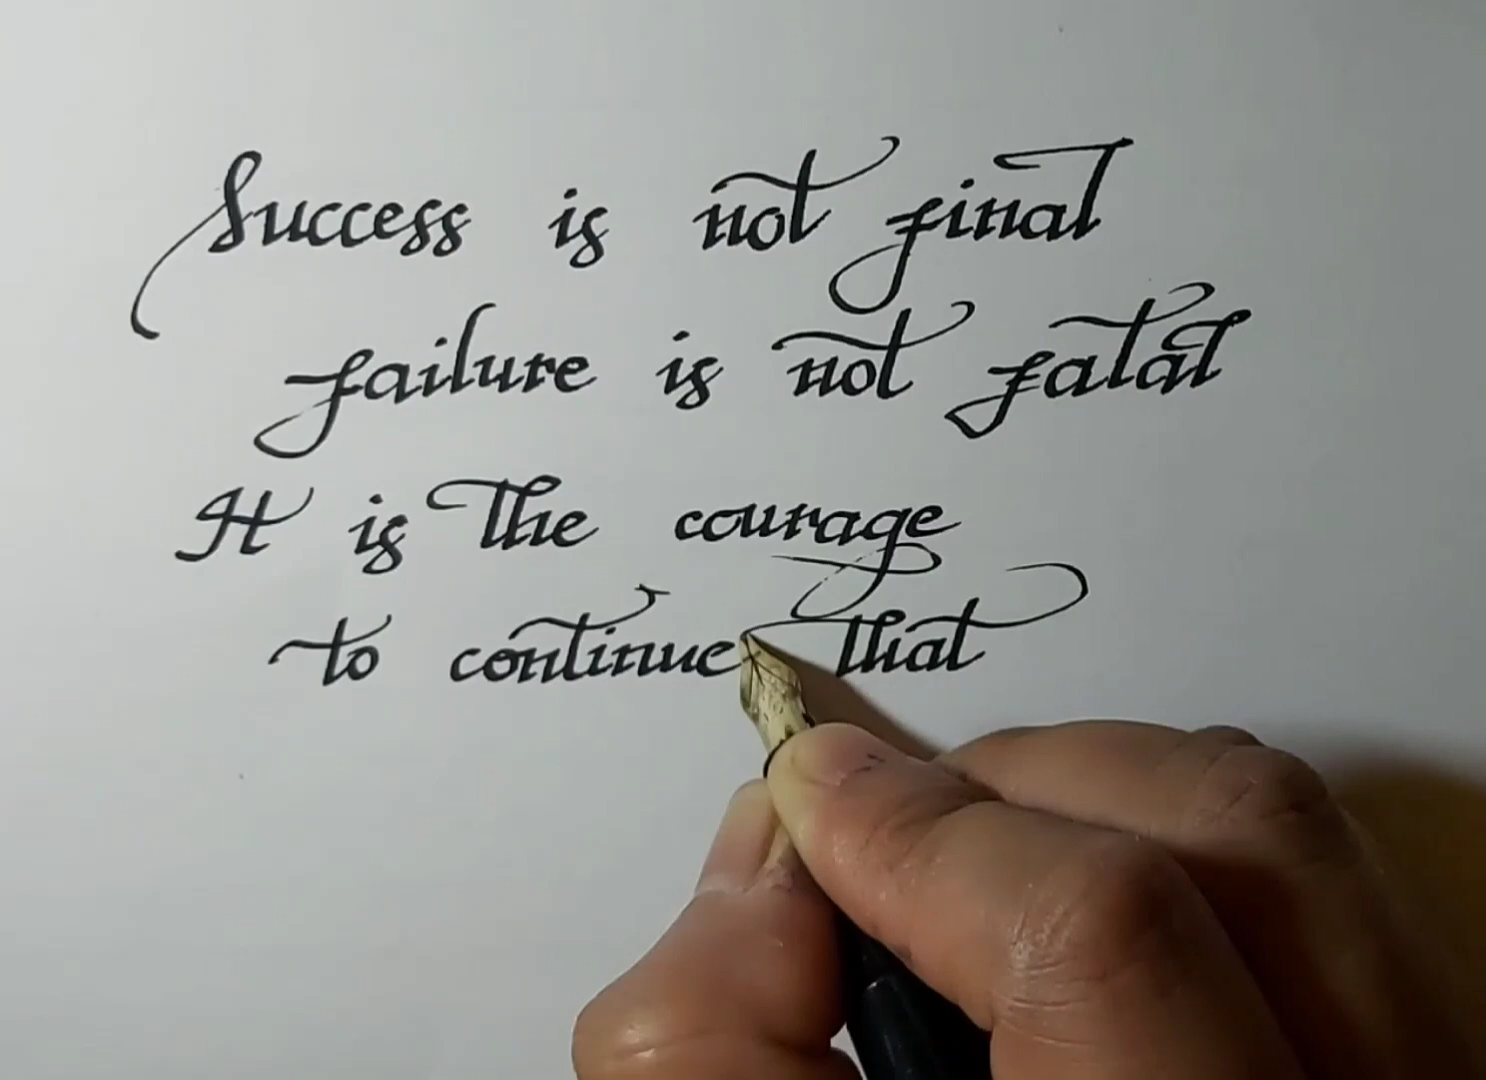 Success is not final
failure is not fatal
It is the courage
to continue that